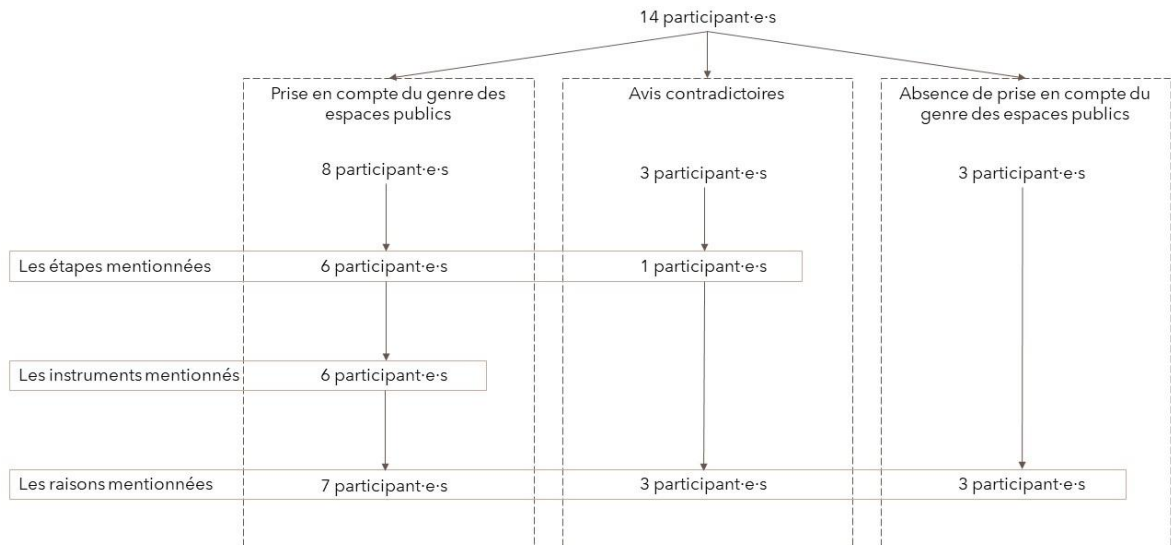 14 participant·e·s
Prise en compte du genre des
espaces publics
Avis contradictoires
Absence de prise en compte du
genre des espaces publics
8 participant·e·s
3 participant·e·s
3 participant·e·s
Les étapes mentionnées
6 participant·e·s
1 participant·e·s
Les instruments mentionnés
6 participant·e·s
Les raisons mentionnées
7 participant·e·s
3 participant·e·s
3 participant·e·s